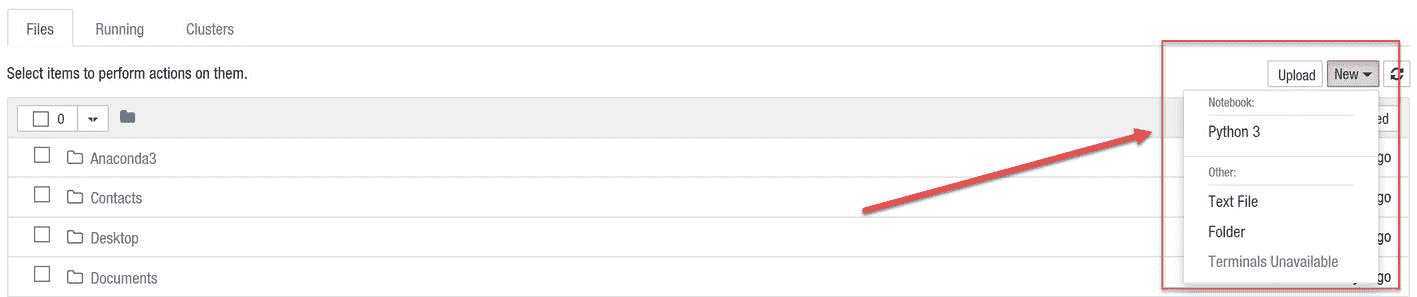 Files Running Clusters
Select items to perform actions on them.
Upload New
0
Notebook:
ed
Python 3
Anaconda3
go
Other:
Contacts
Text File
go
Desktop
Folder
go
Documents
Terminals Unavailable
go